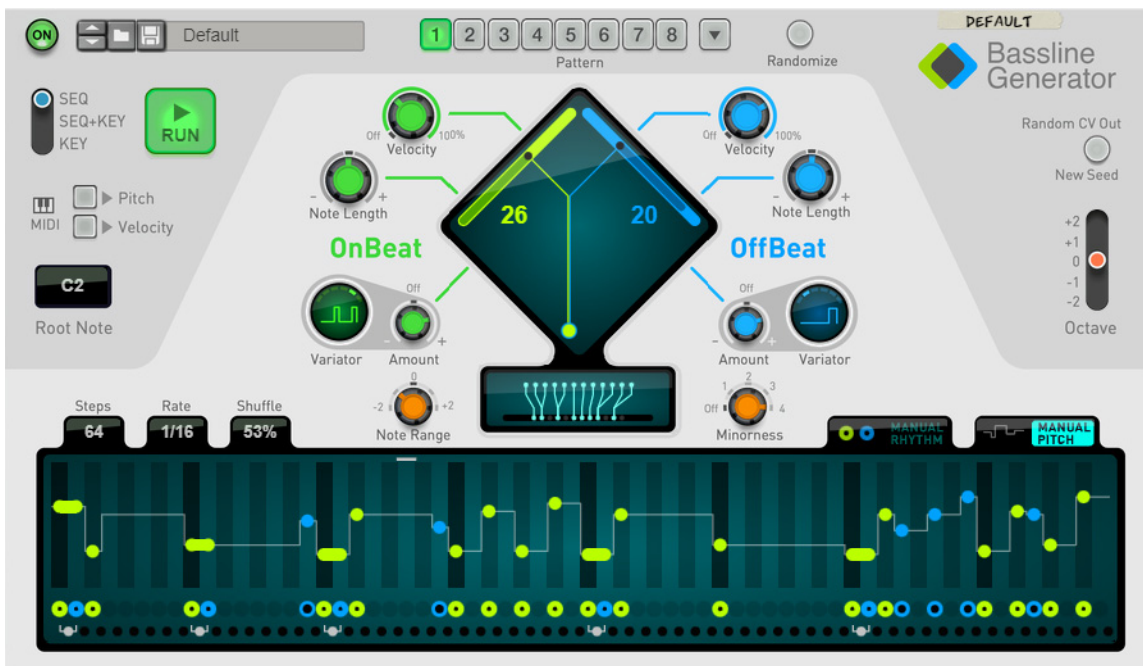 ON
Default
1 2 3 4 5 6 7 8
Pattern
Randomize
DEFAULT
Bassline
Generator
SEQ
SEQ+KEY
KEY
RUN
MIDI
Pitch
Velocity
C2
Root Note
Off 100%
Velocity
- +
Note Length
OnBeat
Off
- +
Variator
Amount
26
20
Off 100%
Velocity
- +
Note Length
OffBeat
Off
- +
Amount
Variator
Random CV Out
New Seed
+2
+1
0
-1
-2
Octave
0
-2 +2
Note Range
1 2 3
Off 4
Minorness
Steps
64
Rate
1/16
Shuffle
53%
MANUAL
RHYTHM
MANUAL
PITCH